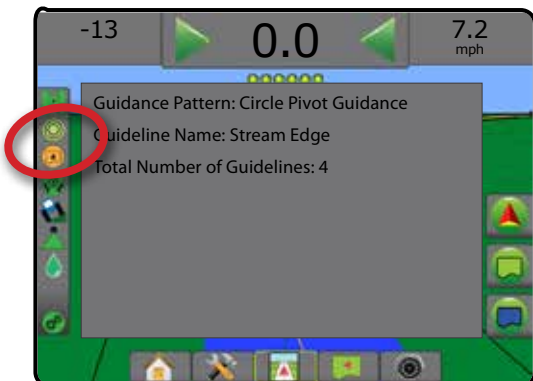 -13
0.0
7.2
mph
Guidance Pattern: Circle Pivot Guidance
Guideline Name: Stream Edge
Total Number of Guidelines: 4